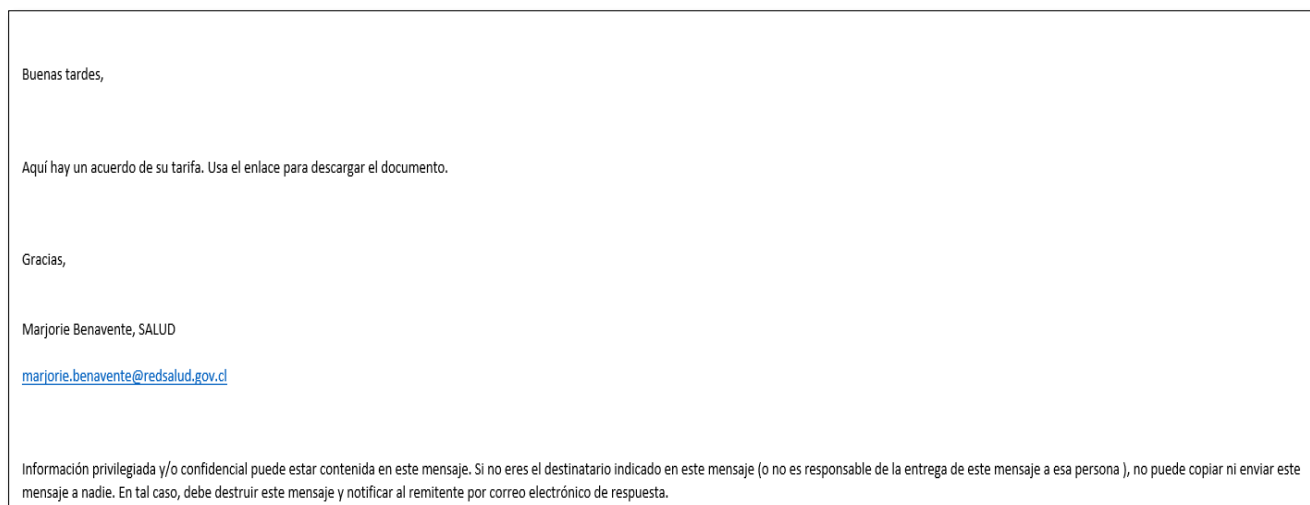 Buenas tardes,
Aquí hay un acuerdo de su tarifa. Usa el enlace para descargar el documento.
Gracias,
Marjorie Benavente, SALUD
marjorie.benavente@redsalud.gov.cl
Información privilegiada y/o confidencial puede estar contenida en este mensaje. Si no eres el destinatario indicado en este mensaje (o no es responsable de la entrega de este mensaje a esa persona ), no puede copiar ni enviar este
mensaje a nadie. En tal caso, debe destruir este mensaje y notificar al remitente por correo electrónico de respuesta.